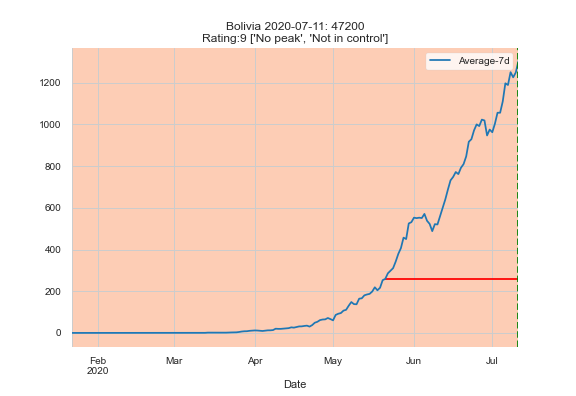 Bolivia 2020-07-11: 47200
Rating:9 ['No peak', 'Not in control']
Average-7d
1200
1000
800
600
400
200
0
Feb Mar Apr May Jun Jul
2020
Date